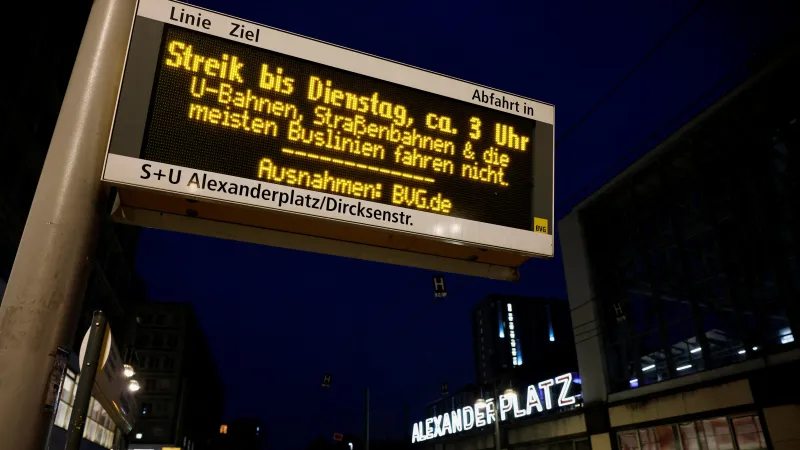 Linie Ziel
Abfahrt in
Streik bis Dienstag, ca. 3 Uhr
U-Bahnen, Straßenbahnen & die
meisten Buslinien fahren nicht.
--------------------
Ausnahmen: BVG.de
S+U Alexanderplatz/Dircksenstr.
BVG
H
ALEXANDERPLATZ